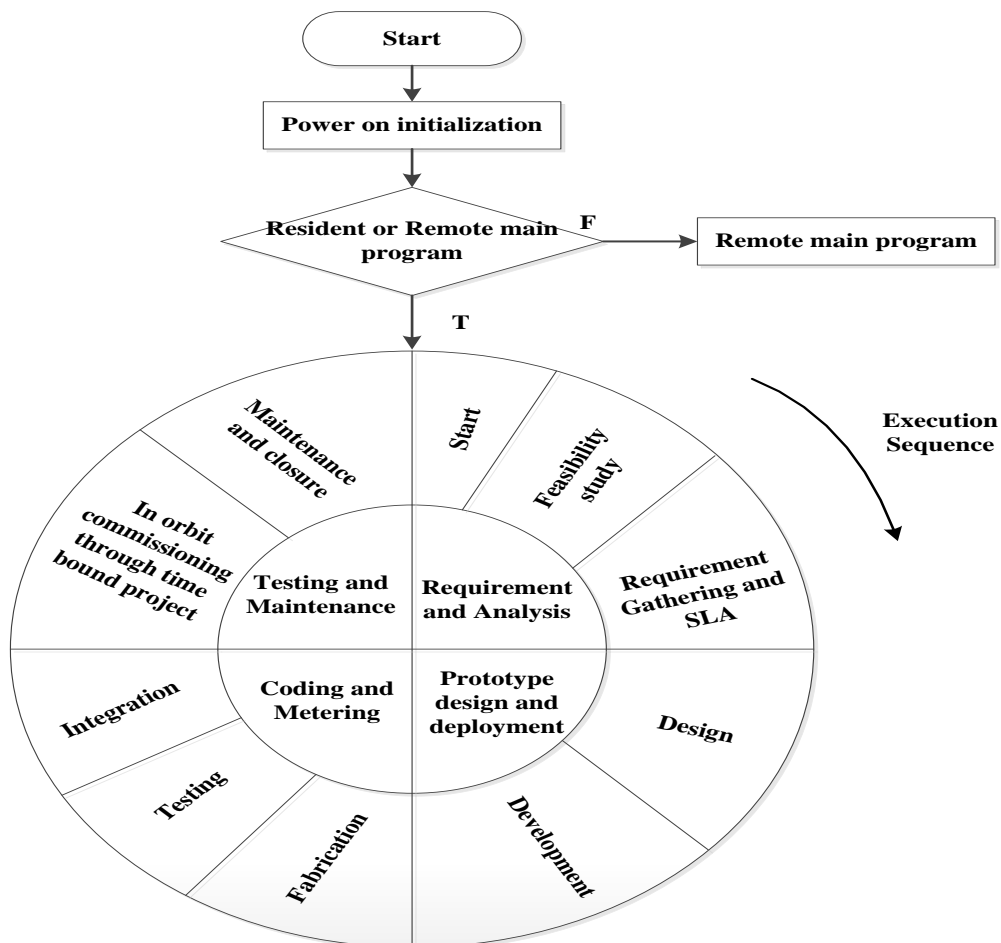 Start
Power on initialization
Resident or Remote main
program
F
Remote main program
T
Execution
Sequence
Start
Feasibility
study
Requirement
Gathering and
SLA
Design
Development
Fabrication
Testing
Integration
In orbit
commissioning
through time
bound project
Maintenance
and closure
Testing and
Maintenance
Requirement
and Analysis
Coding and
Metering
Prototype
design and
deployment